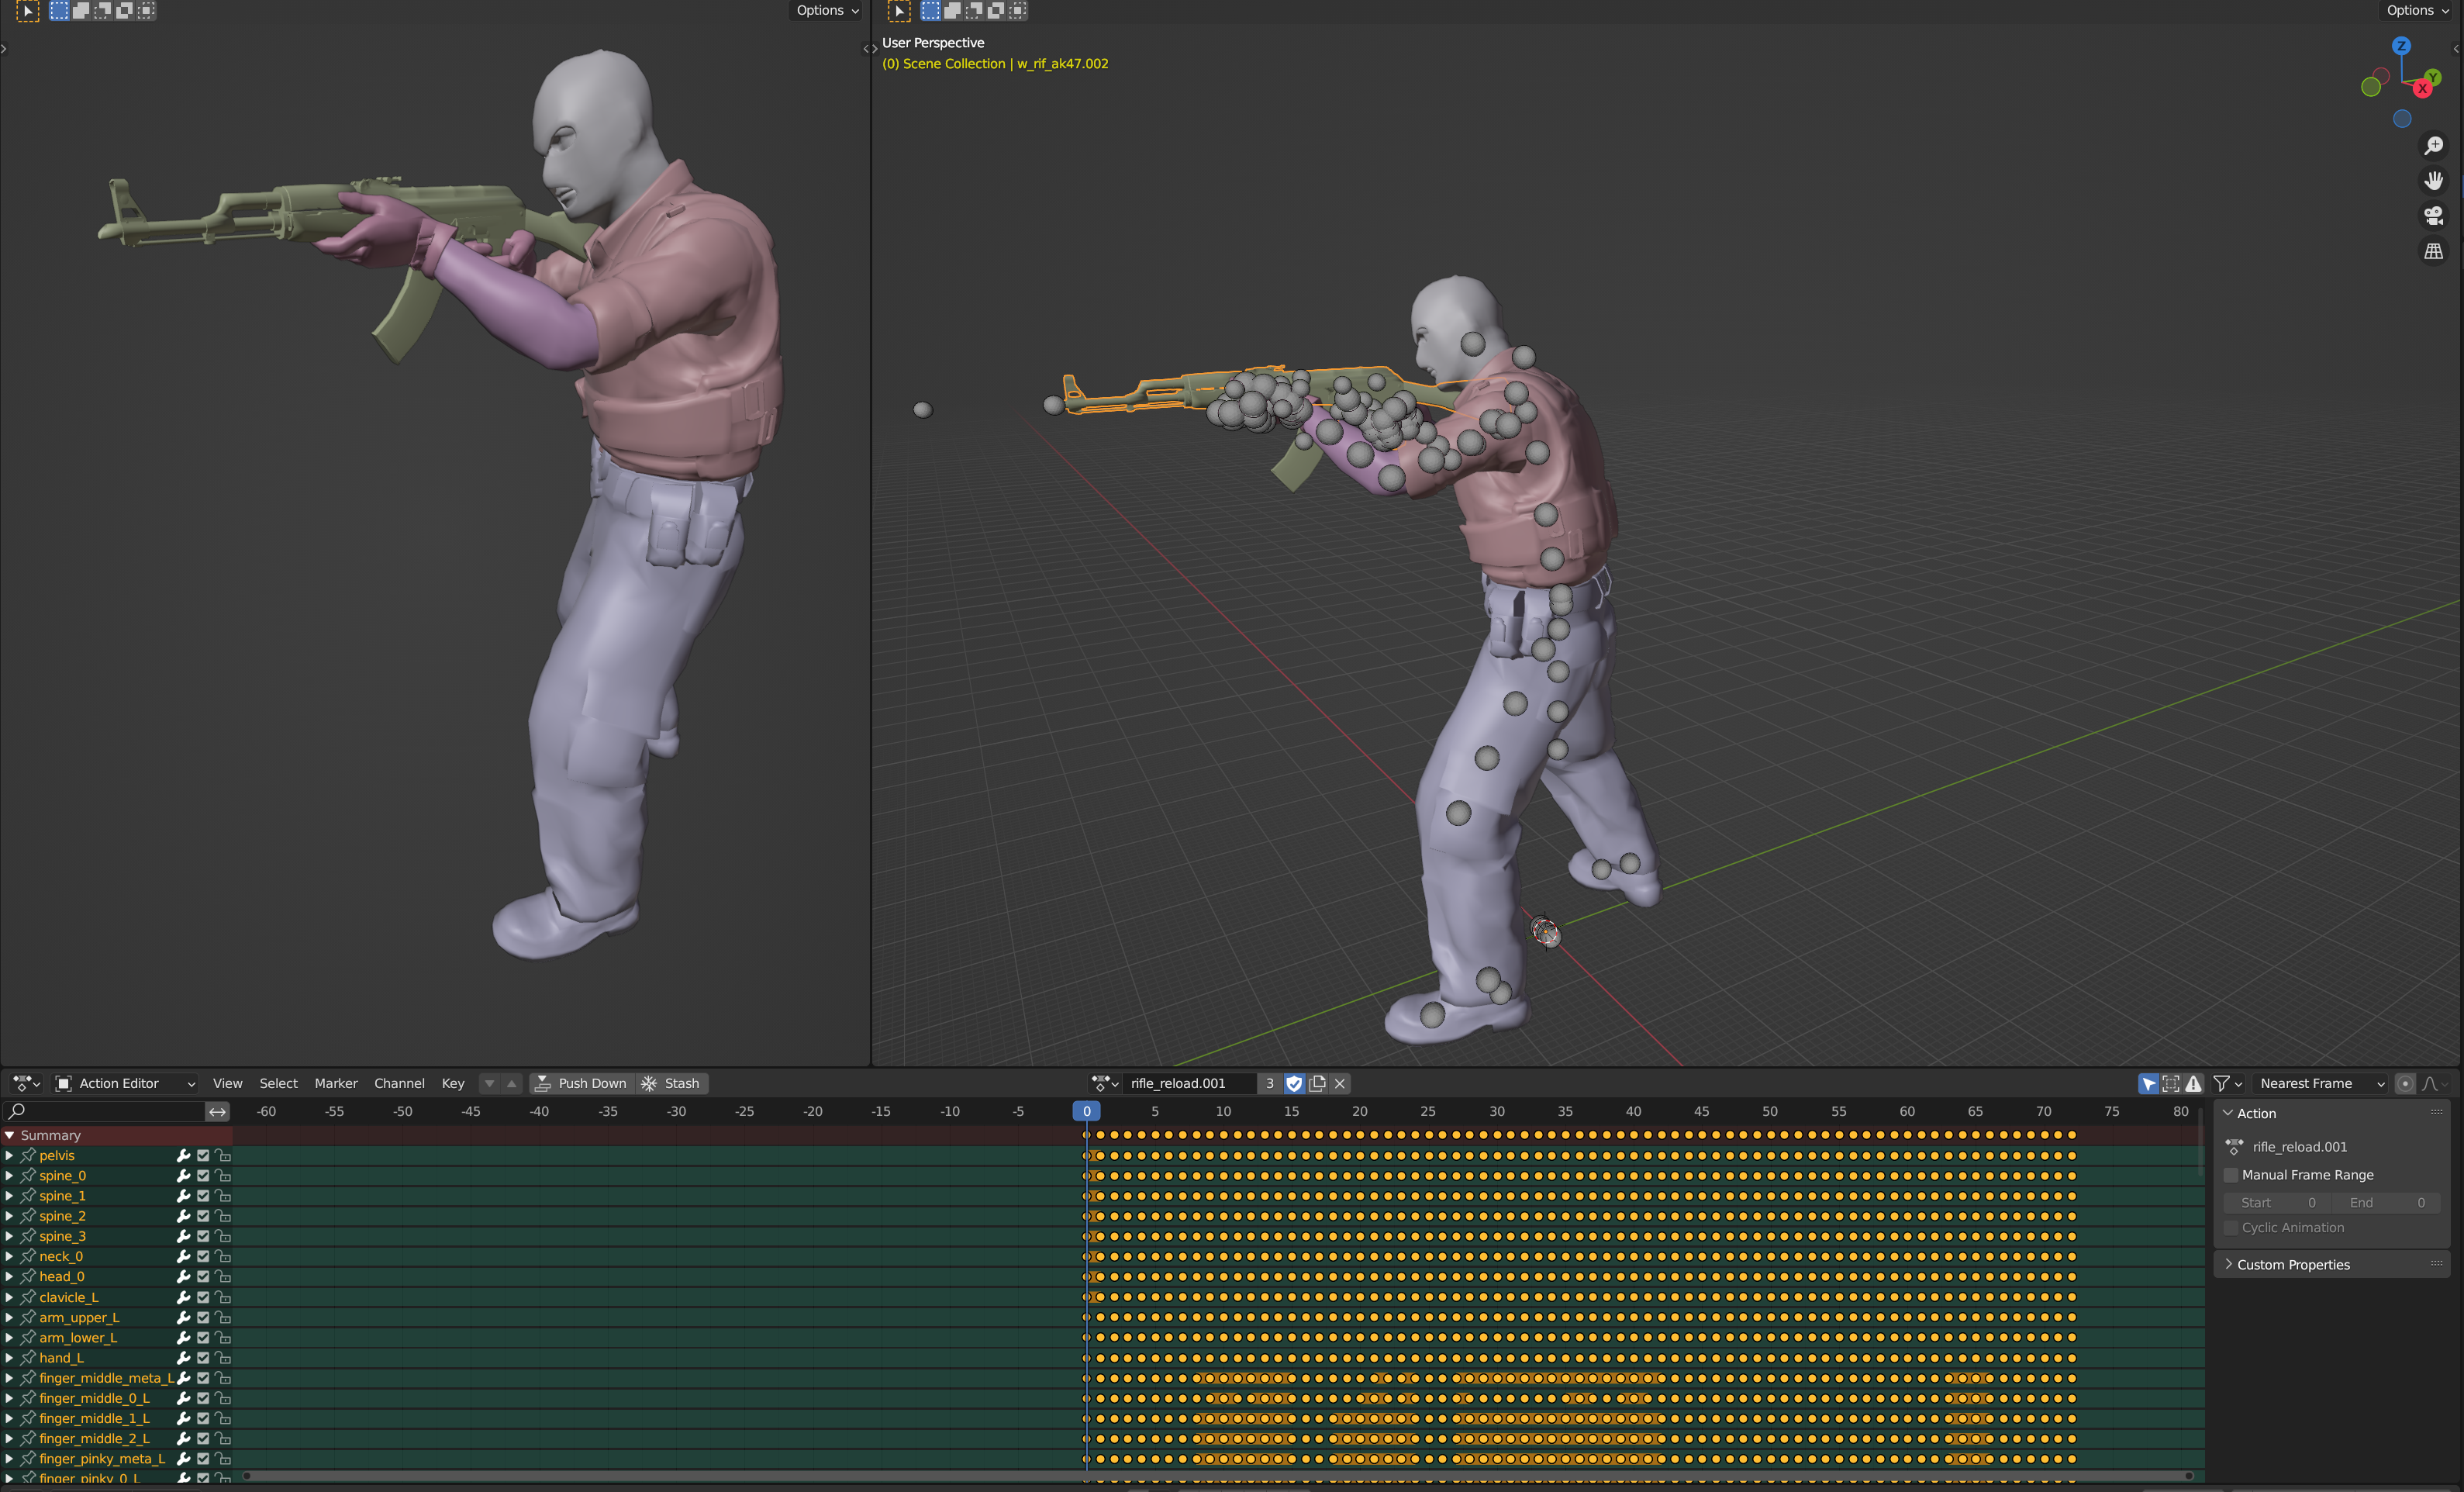 Options
Options
User Perspective
(0) Scene Collection | w_rif_ak47.002
Z
Y
X
Action Editor View Select Marker Channel Key Push Down Stash rifle_reload.001 3 Nearest Frame
-60 -55 -50 -45 -40 -35 -30 -25 -20 -15 -10 -5 0 5 10 15 20 25 30 35 40 45 50 55 60 65 70 75 80
Summary
pelvis
spine_0
spine_1
spine_2
spine_3
neck_0
head_0
clavicle_L
arm_upper_L
arm_lower_L
hand_L
finger_middle_meta_L
finger_middle_0_L
finger_middle_1_L
finger_middle_2_L
finger_pinky_meta_L
finger_pinky_0_L
Action
rifle_reload.001
Manual Frame Range
Start 0 End 0
Cyclic Animation
Custom Properties